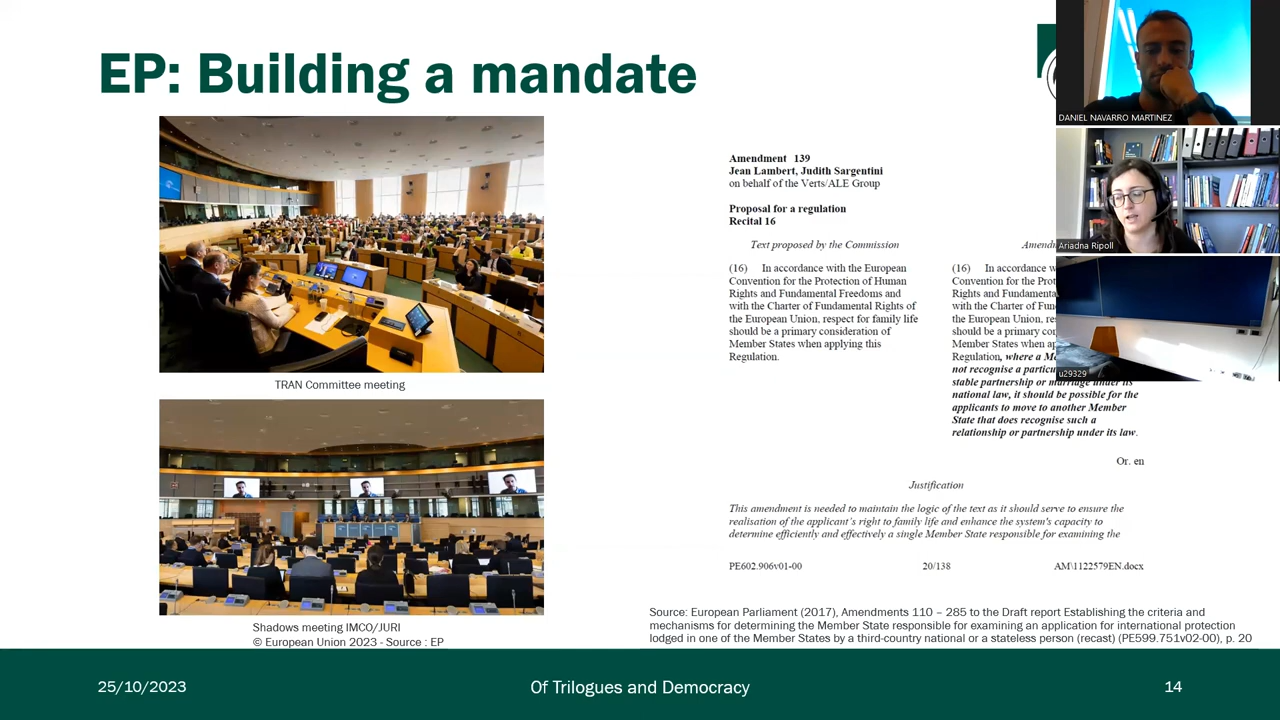 EP: Building a mandate
DANIEL NAVARRO MARTINEZ
Ariadna Ripoll
u29329
TRAN Committee meeting
Shadows meeting IMCO/JURI
© European Union 2023 - Source : EP
Amendment 139
Jean Lambert, Judith Sargentini
on behalf of the Verts/ALE Group
Proposal for a regulation
Recital 16
Text proposed by the Commission
(16) In accordance with the European
Convention for the Protection of Human
Rights and Fundamental Freedoms and
with the Charter of Fundamental Rights of
the European Union, respect for family life
should be a primary consideration of
Member States when applying this
Regulation.
(16) In accordance
Convention for the
with the Charter of
the European Union,
should be a primary
Member States when
Regulation, where a
not recognise a
stable partnership or marriage under its
national law, it should be possible for the
applicants to move to another Member
State that does recognise such a
relationship or partnership under its law.
Or. en
Justification
This amendment is needed to maintain the logic of the text as it should serve to ensure the
realisation of the applicant's right to family life and enhance the system's capacity to
determine efficiently and effectively a single Member State responsible for examining the
PE602.906v01-00 20/138 AM\1122579EN.docx
Source: European Parliament (2017), Amendments 110 – 285 to the Draft report Establishing the criteria and
mechanisms for determining the Member State responsible for examining an application for international protection
lodged in one of the Member States by a third-country national or a stateless person (recast) (PE599.751v02-00), p. 20
25/10/2023 Of Trilogues and Democracy 14